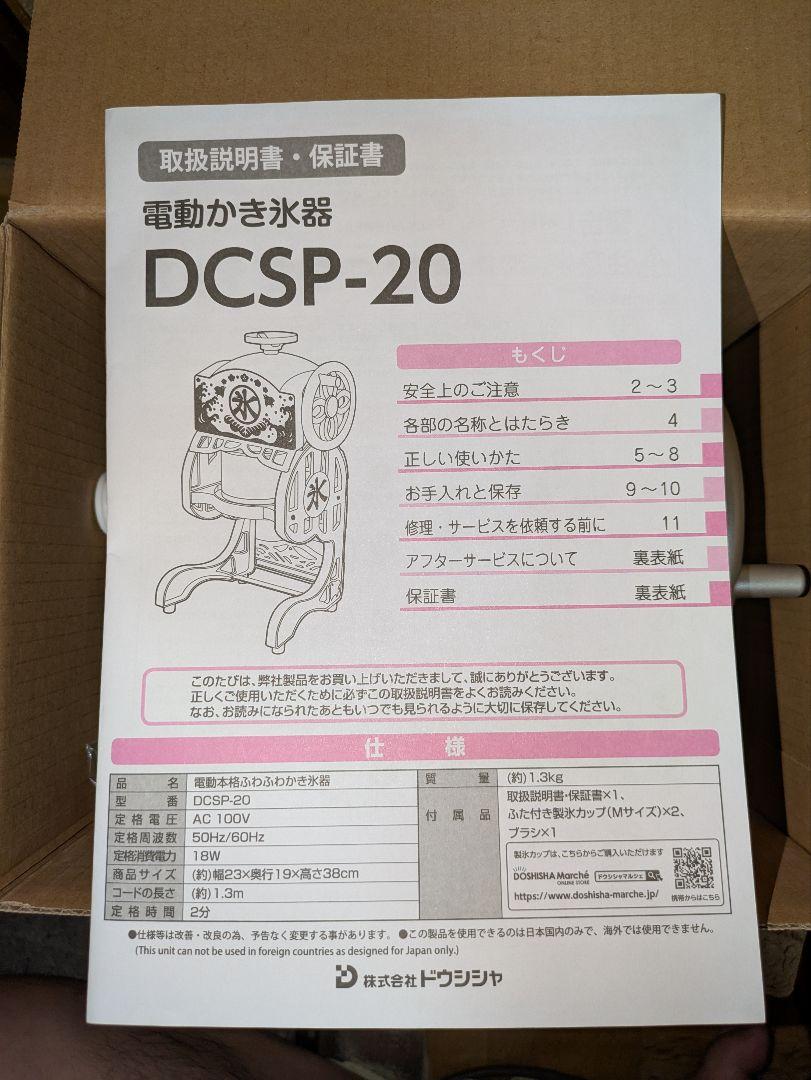 取扱説明書・保証書
電動かき氷器
DCSP-20
氷
氷
もくじ
安全上のご注意 2～3
各部の名称とはたらき 4
正しい使いかた 5～8
お手入れと保存 9～10
修理・サービスを依頼する前に 11
アフターサービスについて 裏表紙
保証書 裏表紙
このたびは、弊社製品をお買い上げいただきまして、誠にありがとうございます。
正しくご使用いただくために必ずこの取扱説明書をよくお読みください。
なお、お読みになられたあともいつでも見られるように大切に保存してください。
仕様
品名 電動本格ふわふわかき氷器
型番 DCSP-20
定格電圧 AC 100V
定格周波数 50Hz/60Hz
定格消費電力 18W
商品サイズ (約)幅23×奥行19×高さ38cm
コードの長さ (約)1.3m
定格時間 2分
質量 (約)1.3kg
付属品 取扱説明書・保証書×1、
ふた付き製氷カップ(Mサイズ)×2、
ブラシ×1
製氷カップは、こちらからご購入いただけます
DOSHISHA Marché ドウシシャマルシェ
ONLINE STORE
https://www.doshisha-marche.jp/ 携帯からはこちら
●仕様等は改善・改良の為、予告なく変更する事があります。 ●この製品を使用できるのは日本国内のみで、海外では使用できません。
(This unit can not be used in foreign countries as designed for Japan only.)
株式会社ドウシシャ